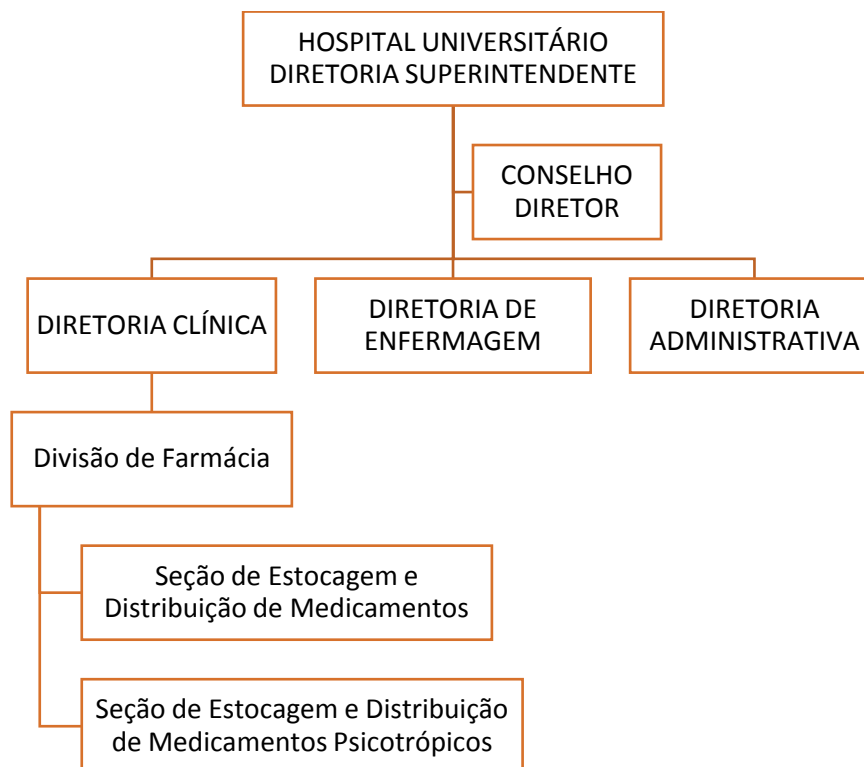 HOSPITAL UNIVERSITÁRIO
DIRETORIA SUPERINTENDENTE
CONSELHO
DIRETOR
DIRETORIA CLÍNICA
DIRETORIA DE
ENFERMAGEM
DIRETORIA
ADMINISTRATIVA
Divisão de Farmácia
Seção de Estocagem e
Distribuição de Medicamentos
Seção de Estocagem e Distribuição
de Medicamentos Psicotrópicos